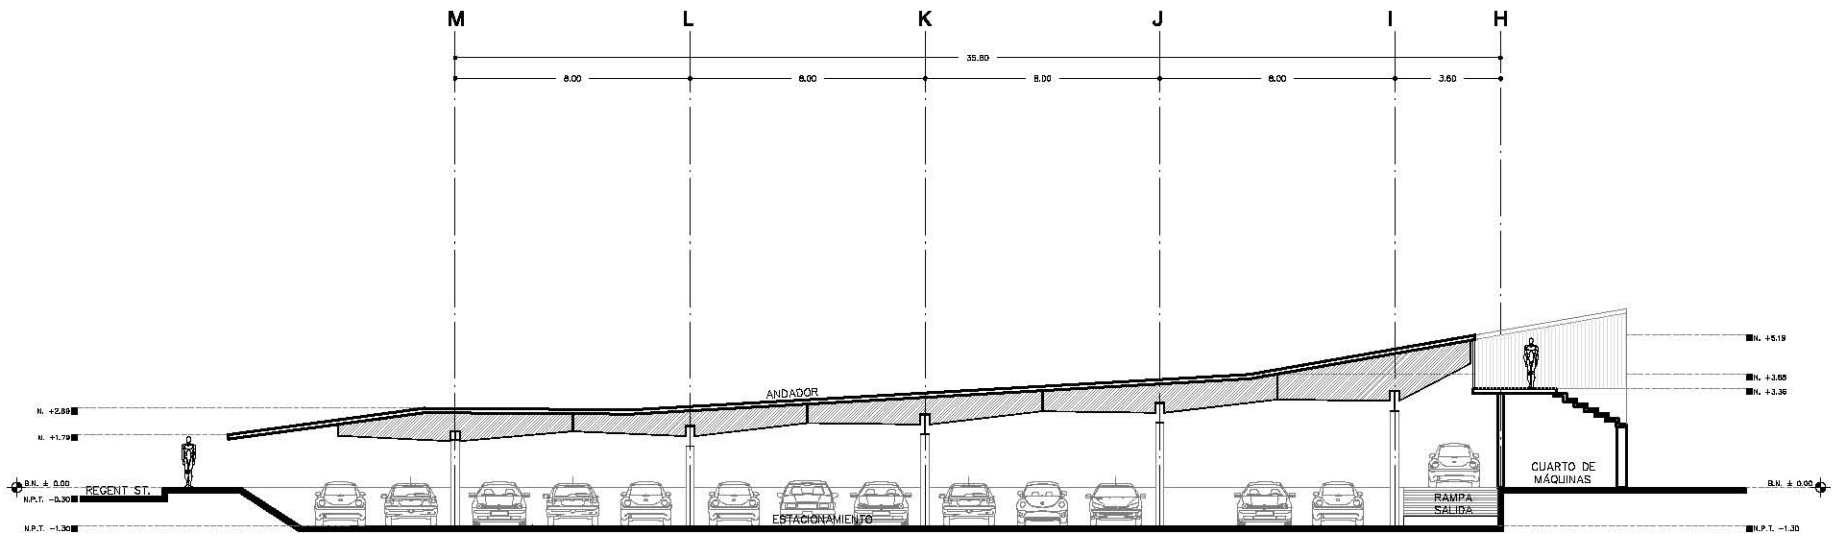 M L K J I H
35.60
8.00 8.00 8.00 8.00 3.60
N. +5.19
N. +3.65
N. +3.36
ANDADOR
N. +2.69
N. +1.79
CUARTO DE
MÁQUINAS
B.N. ± 0.00
REGENT ST.
B.N. ± 0.00
N.P.T. -0.30
RAMPA
SALIDA
ESTACIONAMIENTO
N.P.T. -1.30
N.P.T. -1.30